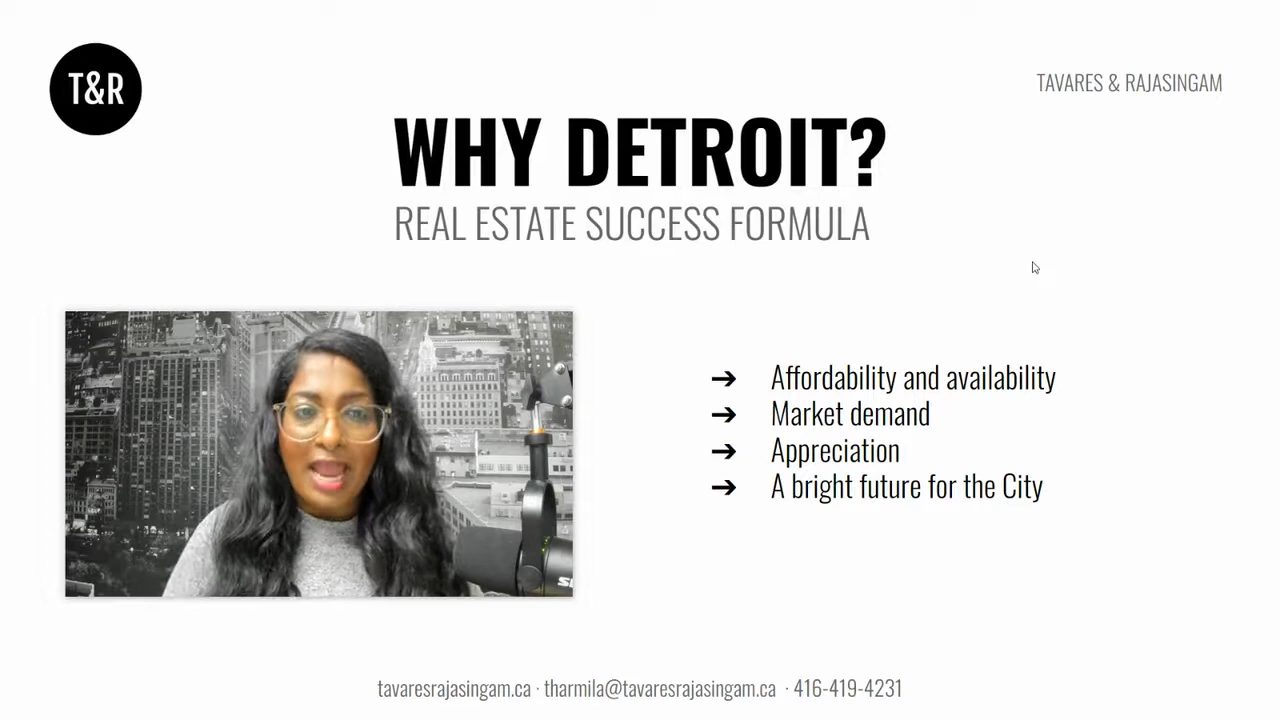 T&R
TAVARES & RAJASINGAM
WHY DETROIT?
REAL ESTATE SUCCESS FORMULA
➔ Affordability and availability
➔ Market demand
➔ Appreciation
➔ A bright future for the City
tavaresrajasingam.ca · tharmila@tavaresrajasingam.ca · 416-419-4231